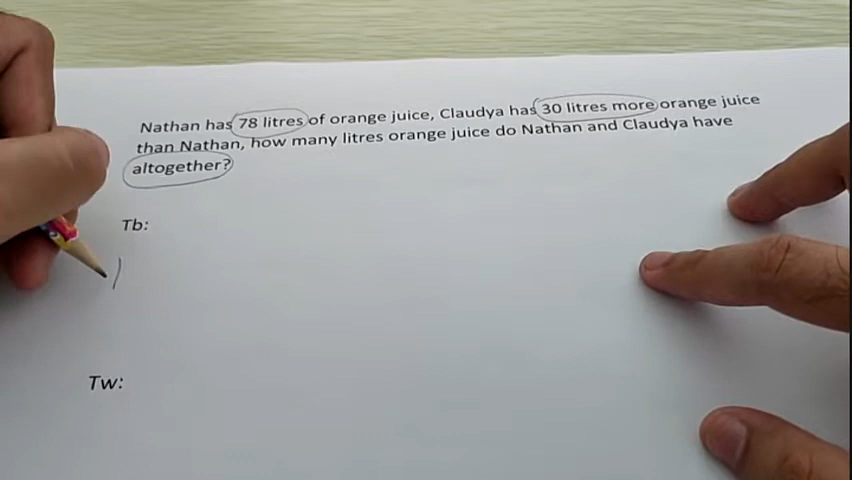 Nathan has 78 litres of orange juice, Claudya has 30 litres more orange juice
than Nathan, how many litres orange juice do Nathan and Claudya have
altogether?
Tb:
Tw: